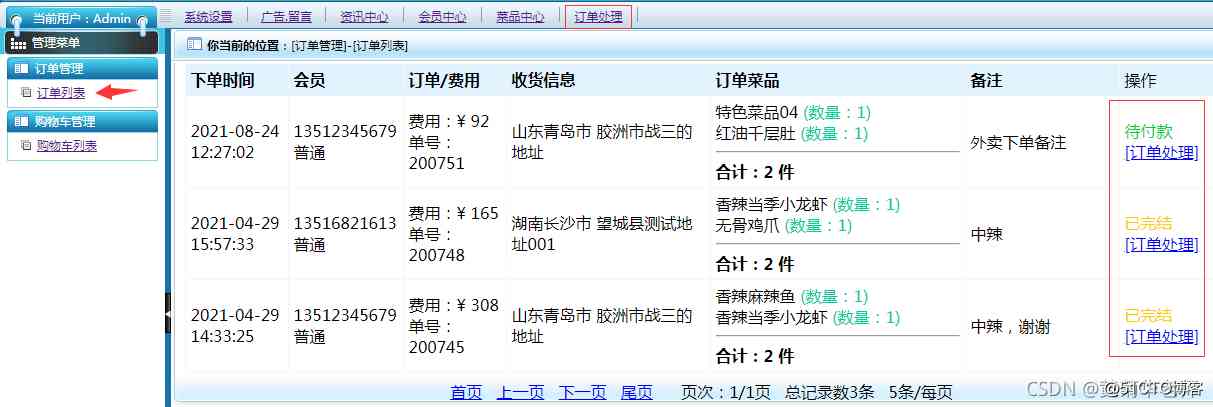 当前用户：Admin
系统设置 广告.留言 资讯中心 会员中心 菜品中心 订单处理
管理菜单
你当前的位置：[订单管理]-[订单列表]
订单管理
订单列表
购物车管理
购物车列表
下单时间 会员 订单/费用 收货信息 订单菜品 备注 操作
2021-08-24
12:27:02
13512345679
普通
费用：¥ 92
单号：
200751
山东青岛市 胶洲市战三的
地址
特色菜品04 (数量：1)
红油千层肚 (数量：1)
合计：2 件
外卖下单备注
待付款
[订单处理]
2021-04-29
15:57:33
13516821613
普通
费用：¥ 165
单号：
200748
湖南长沙市 望城县测试地
址001
香辣当季小龙虾 (数量：1)
无骨鸡爪 (数量：1)
合计：2 件
中辣
已完结
[订单处理]
2021-04-29
14:33:25
13512345679
普通
费用：¥ 308
单号：
200745
山东青岛市 胶洲市战三的
地址
香辣麻辣鱼 (数量：1)
香辣当季小龙虾 (数量：1)
合计：2 件
中辣，谢谢
已完结
[订单处理]
首页 上一页 下一页 尾页 页次：1/1页 总记录数3条 5条/每页
CSDN @
@51CTO博客